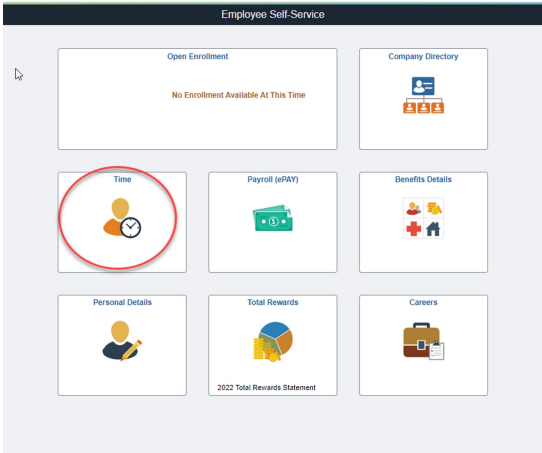 Employee Self-Service
Open Enrollment
No Enrollment Available At This Time
Company Directory
Time
Payroll (ePAY)
Benefits Details
Personal Details
Total Rewards
2022 Total Rewards Statement
Careers